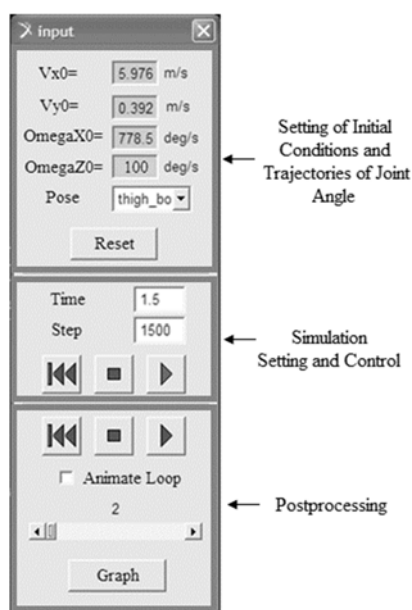 input
Vx0= 5.976 m/s
Vy0= 0.392 m/s
OmegaX0= 778.5 deg/s
OmegaZ0= 100 deg/s
Pose thigh_bo
Reset
Setting of Initial
Conditions and
Trajectories of Joint
Angle
Time 1.5
Step 1500
Simulation
Setting and Control
Animate Loop
2
Graph
Postprocessing